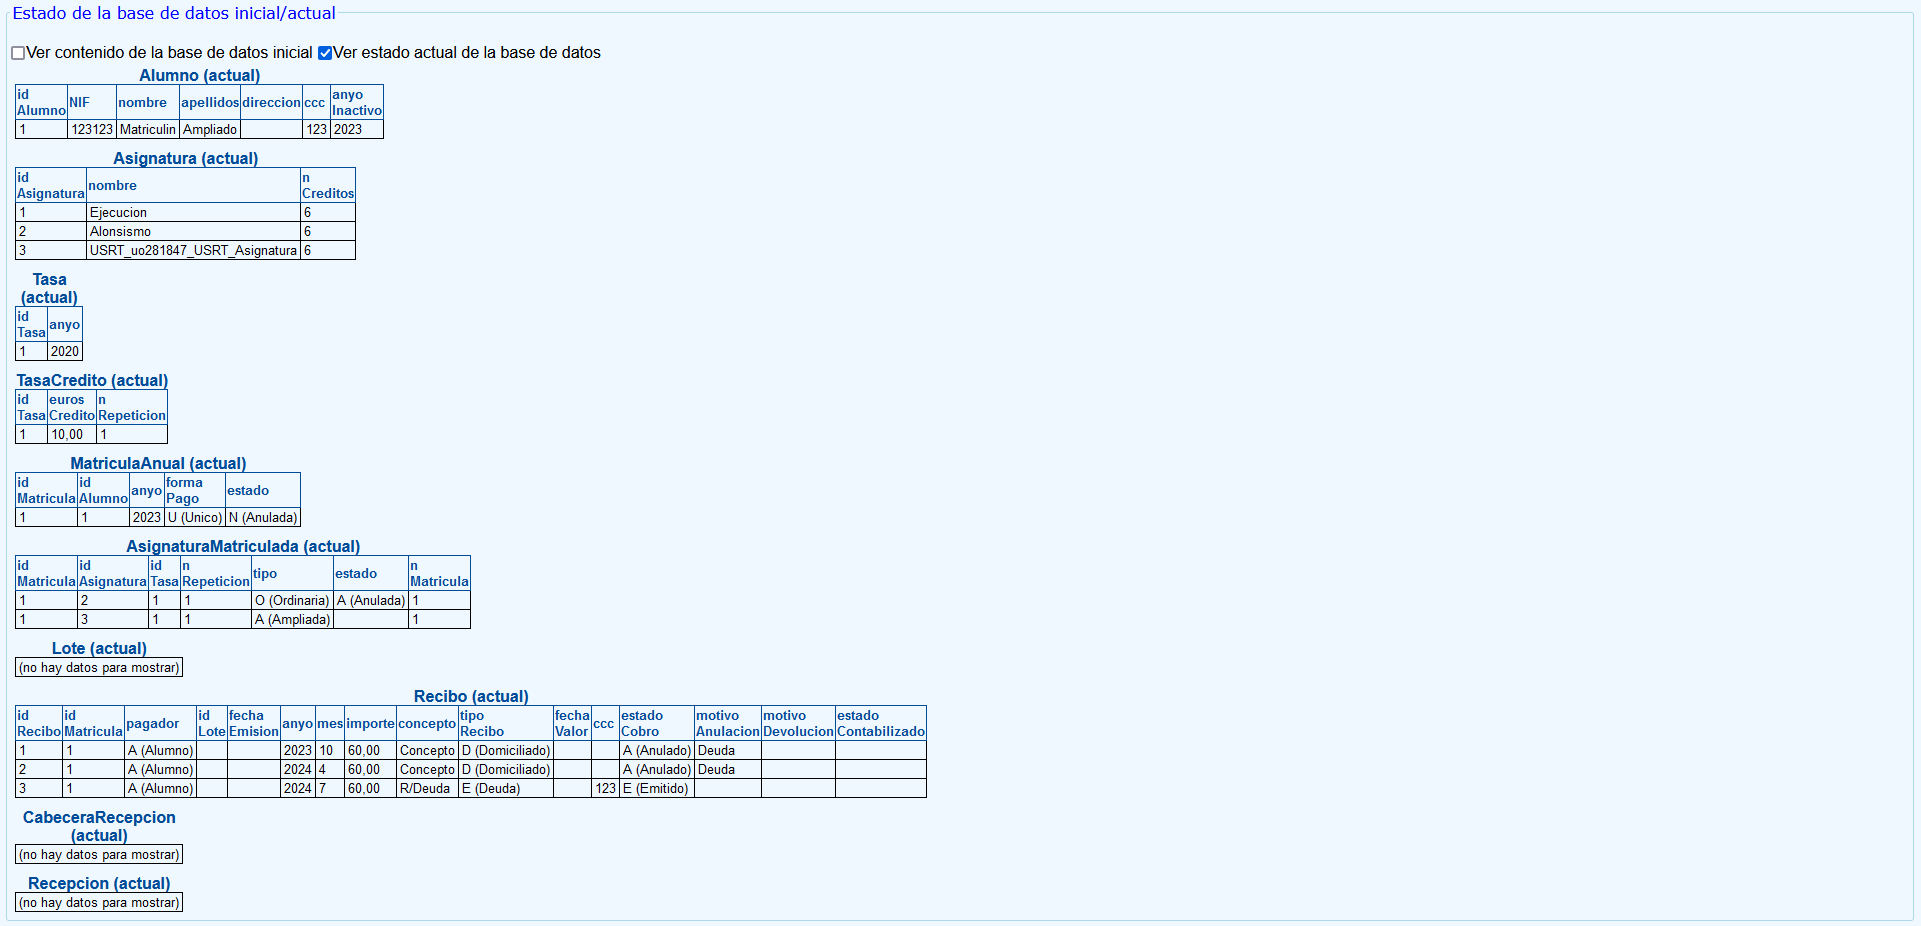 Estado de la base de datos inicial/actual
Ver contenido de la base de datos inicial Ver estado actual de la base de datos
Alumno (actual)
id Alumno NIF nombre apellidos direccion ccc anyo Inactivo
1 123123 Matriculin Ampliado 123 2023
Asignatura (actual)
id Asignatura nombre n Creditos
1 Ejecucion 6
2 Alonsismo 6
3 USRT_uo281847_USRT_Asignatura 6
Tasa
(actual)
id Tasa anyo
1 2020
TasaCredito (actual)
id Tasa euros Credito n Repeticion
1 10,00 1
MatriculaAnual (actual)
id Matricula id Alumno anyo forma Pago estado
1 1 2023 U (Unico) N (Anulada)
AsignaturaMatriculada (actual)
id Matricula id Asignatura id Tasa n Repeticion tipo estado n Matricula
1 2 1 1 O (Ordinaria) A (Anulada) 1
1 3 1 1 A (Ampliada) 1
Lote (actual)
(no hay datos para mostrar)
Recibo (actual)
id Recibo id Matricula pagador id Lote fecha Emision anyo mes importe concepto tipo Recibo fecha Valor ccc estado Cobro motivo Anulacion motivo Devolucion estado Contabilizado
1 1 A (Alumno) 2023 10 60,00 Concepto D (Domiciliado) A (Anulado) Deuda
2 1 A (Alumno) 2024 4 60,00 Concepto D (Domiciliado) A (Anulado) Deuda
3 1 A (Alumno) 2024 7 60,00 R/Deuda E (Deuda) 123 E (Emitido)
CabeceraRecepcion
(actual)
(no hay datos para mostrar)
Recepcion (actual)
(no hay datos para mostrar)